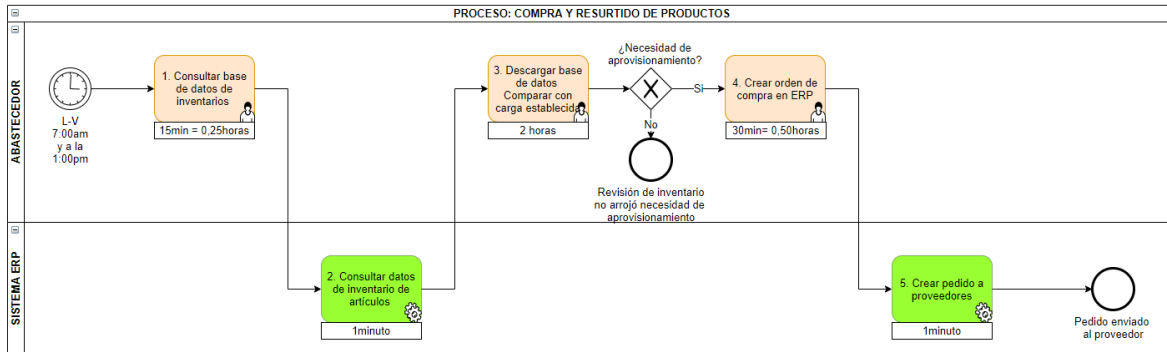 PROCESO: COMPRA Y RESURTIDO DE PRODUCTOS
ABASTECEDOR
L-V
7:00am
y a la
1:00pm
1. Consultar base
de datos de
inventarios
15min = 0,25horas
3. Descargar base
de datos
Comparar con
carga establecida
2 horas
¿Necesidad de
aprovisionamiento?
Si
No
Revisión de inventario
no arrojó necesidad de
aprovisionamiento
4. Crear orden de
compra en ERP
30min= 0,50horas
SISTEMA ERP
2. Consultar datos
de inventario de
artículos
1minuto
5. Crear pedido a
proveedores
1minuto
Pedido enviado
al proveedor